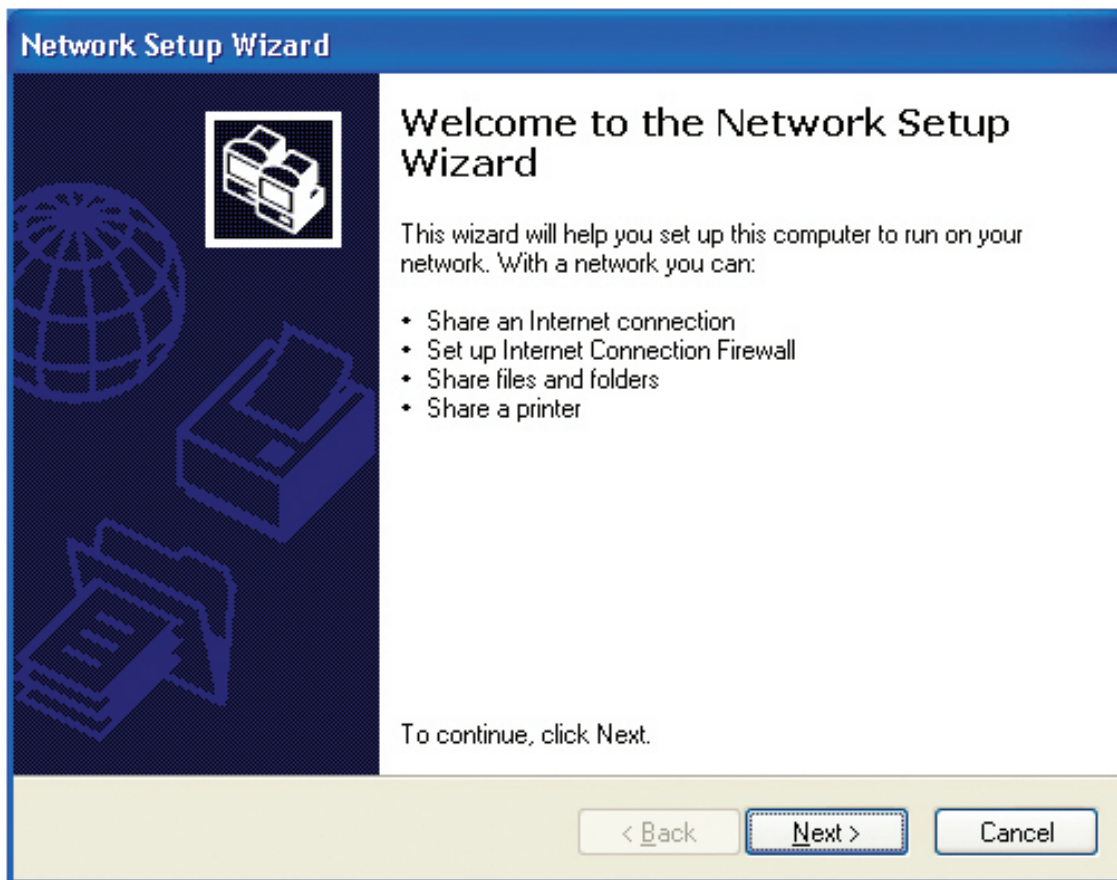 Network Setup Wizard
Welcome to the Network Setup
Wizard
This wizard will help you set up this computer to run on your
network. With a network you can:
• Share an Internet connection
• Set up Internet Connection Firewall
• Share files and folders
• Share a printer
To continue, click Next.
< Back Next > Cancel